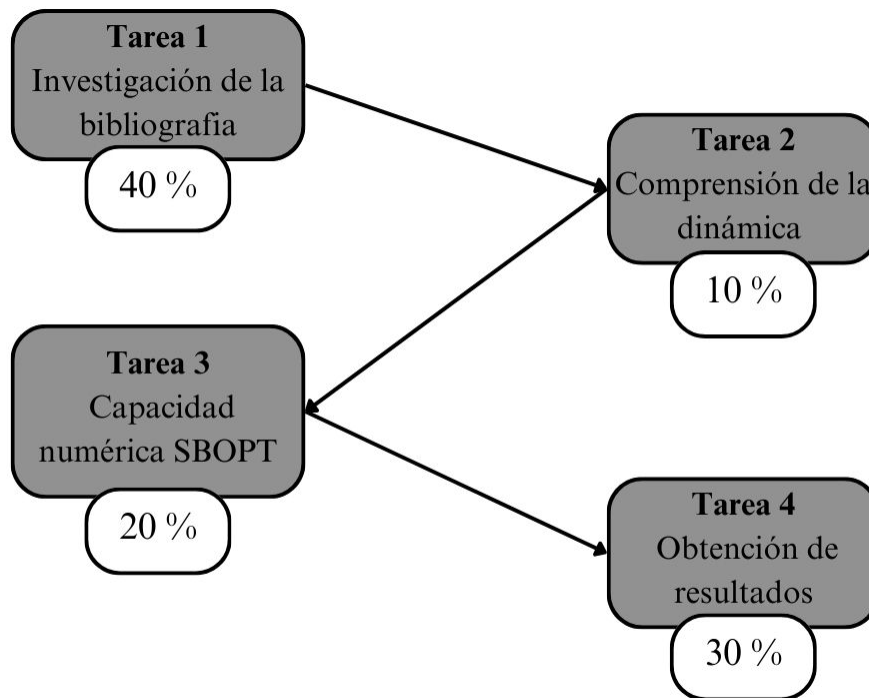 Tarea 1
Investigación de la
bibliografia
40 %
Tarea 2
Comprensión de la
dinámica
10 %
Tarea 3
Capacidad
numérica SBOPT
20 %
Tarea 4
Obtención de
resultados
30 %